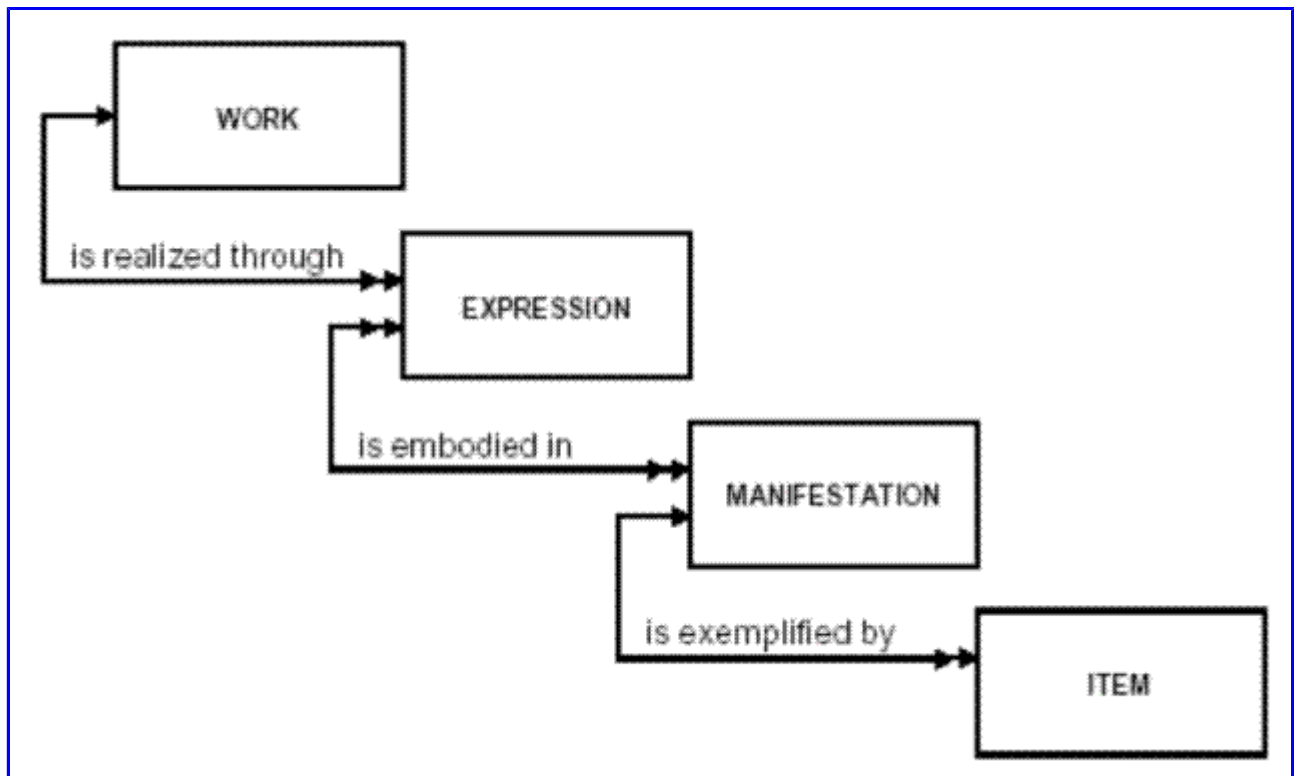 WORK
is realized through
EXPRESSION
is embodied in
MANIFESTATION
is exemplified by
ITEM